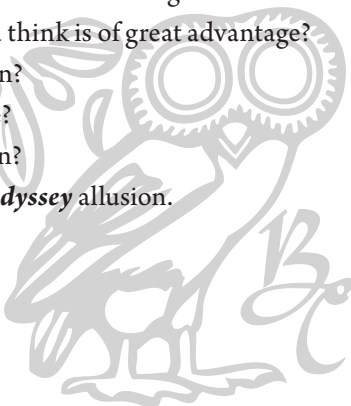 think is of great advantage?
n?
?
n?
dyssey allusion.